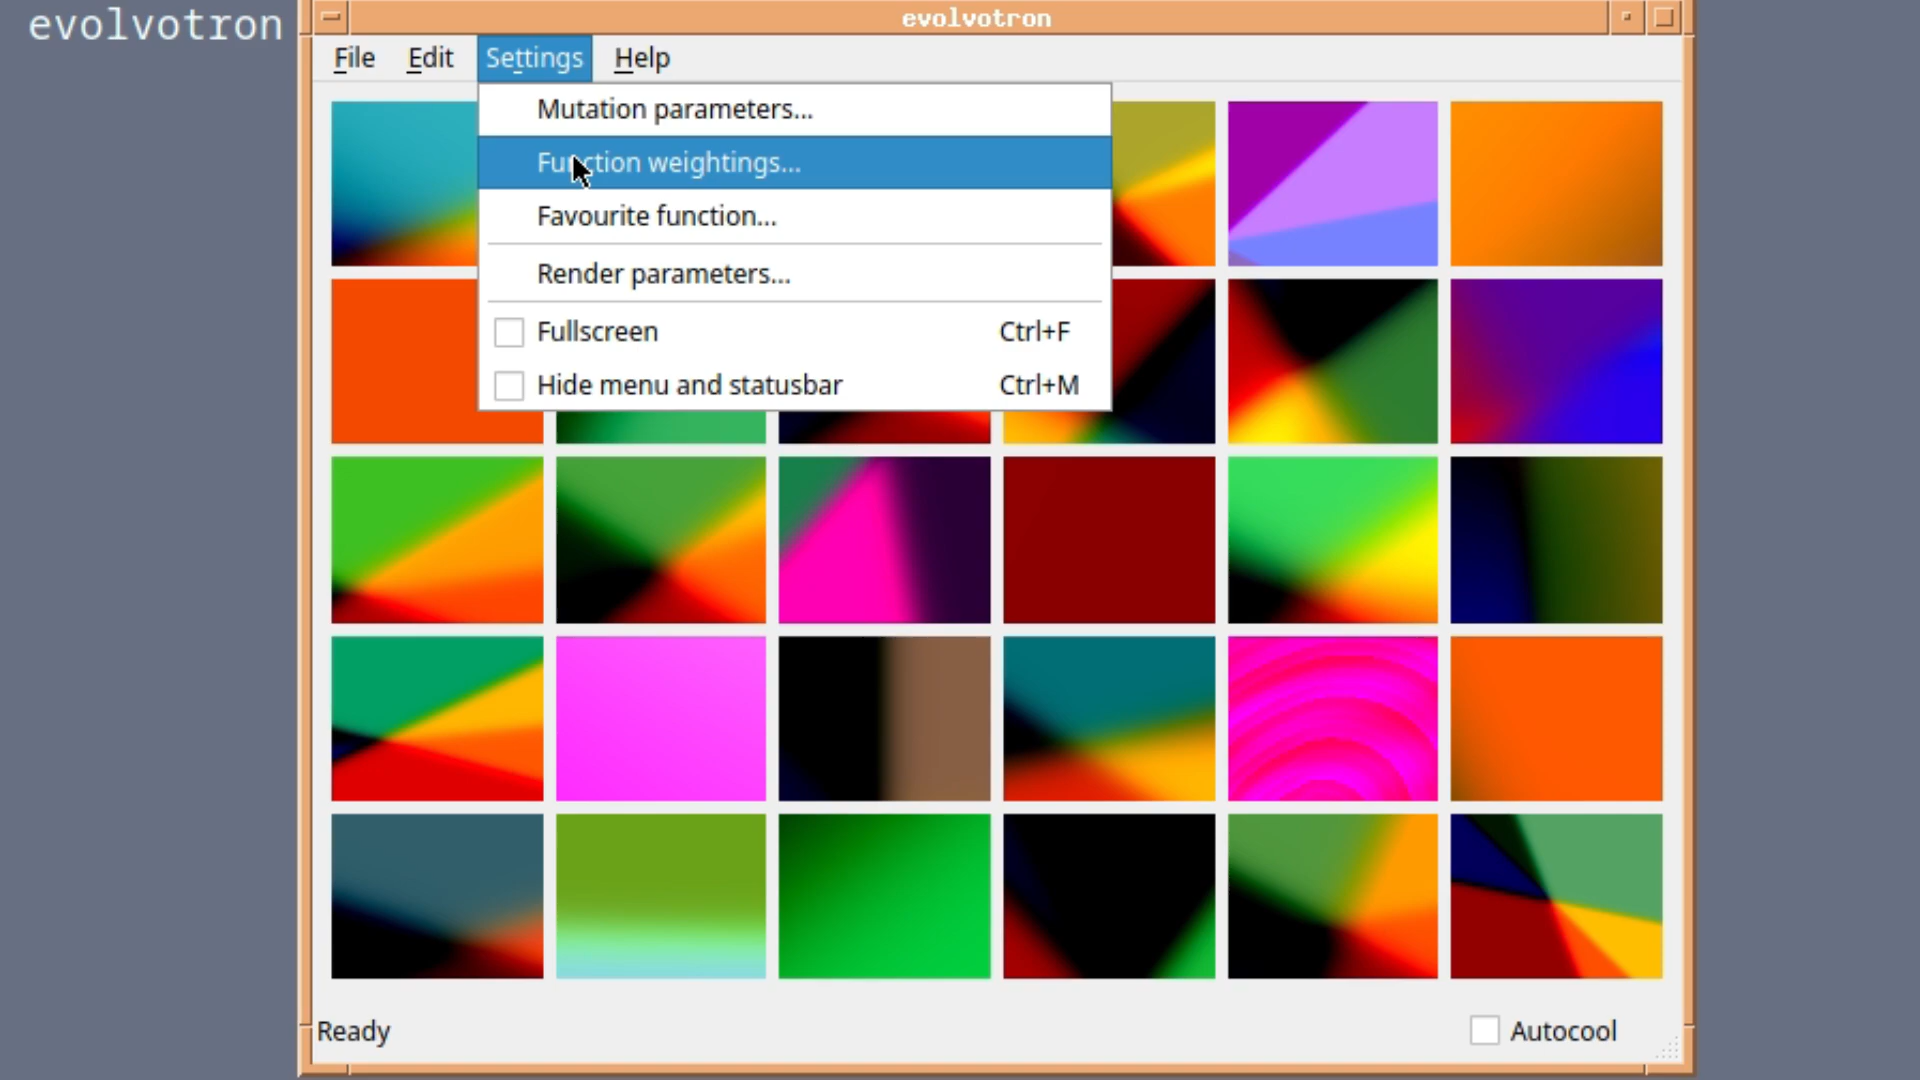 evolvotron
evolvotron
File Edit Settings Help
Mutation parameters...
Function weightings...
Favourite function...
Render parameters...
Fullscreen Ctrl+F
Hide menu and statusbar Ctrl+M
Ready Autocool